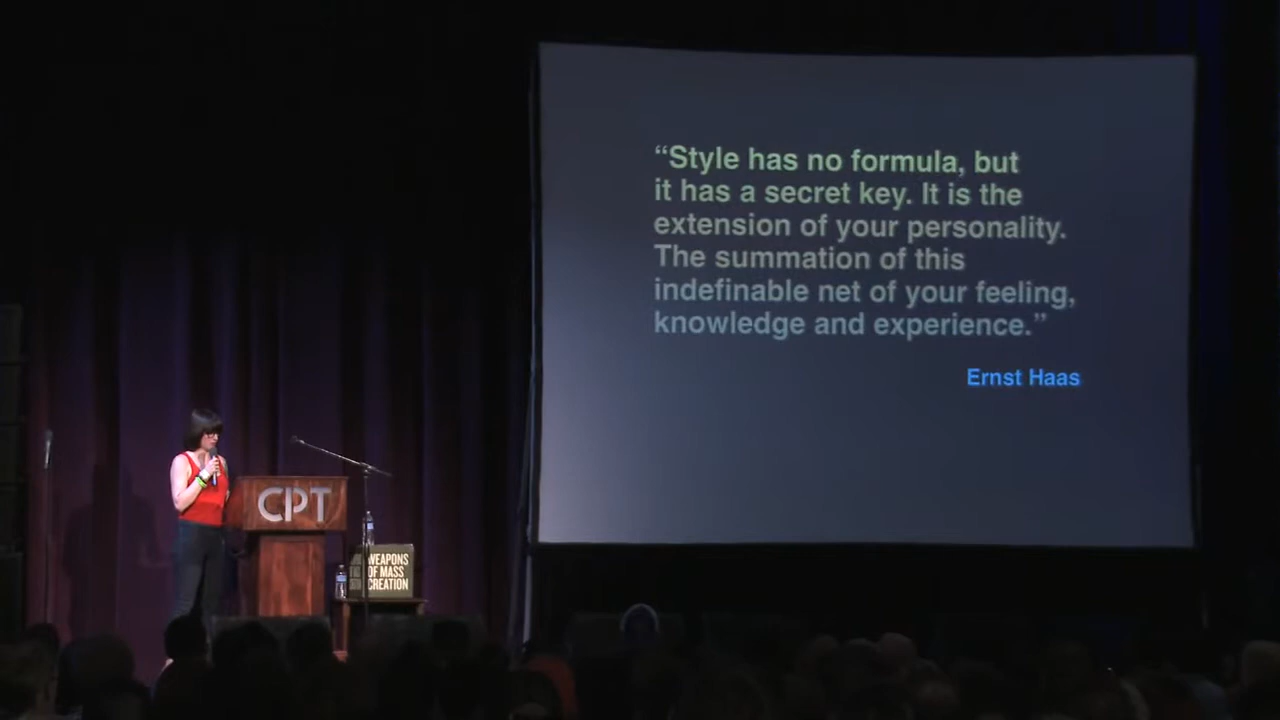 “Style has no formula, but
it has a secret key. It is the
extension of your personality.
The summation of this
indefinable net of your feeling,
knowledge and experience.”
Ernst Haas
CPT
WEAPONS
OF MASS
CREATION